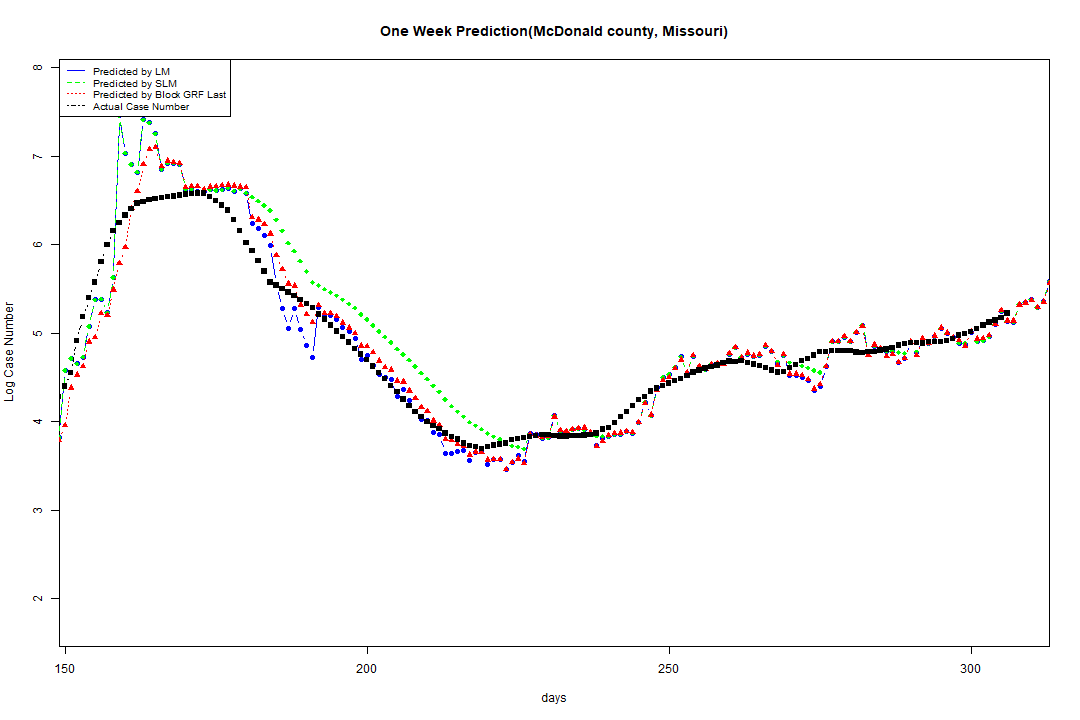 One Week Prediction(McDonald county, Missouri)
Predicted by LM
Predicted by SLM
Predicted by Block GRF Last
Actual Case Number
8
7
6
5
4
3
2
Log Case Number
150 200 250 300
days